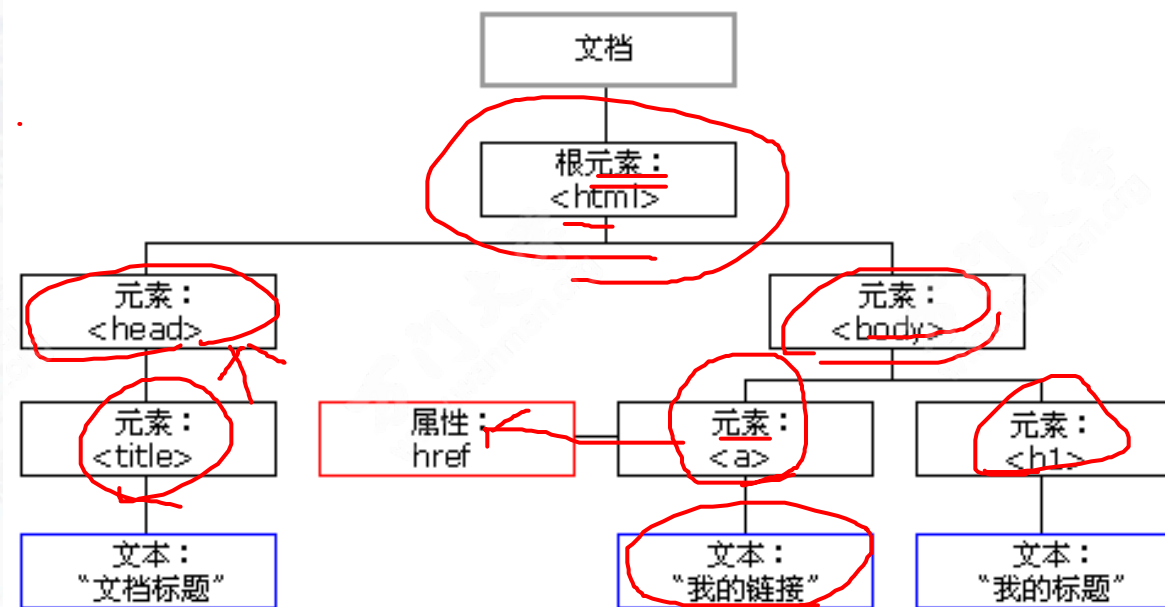 文档
根元素：
<html>
元素：
<head>
元素：
<body>
元素：
<title>
属性：
href
元素：
<a>
元素：
<h1>
文本：
“文档标题”
文本：
“我的链接”
文本：
“我的标题”